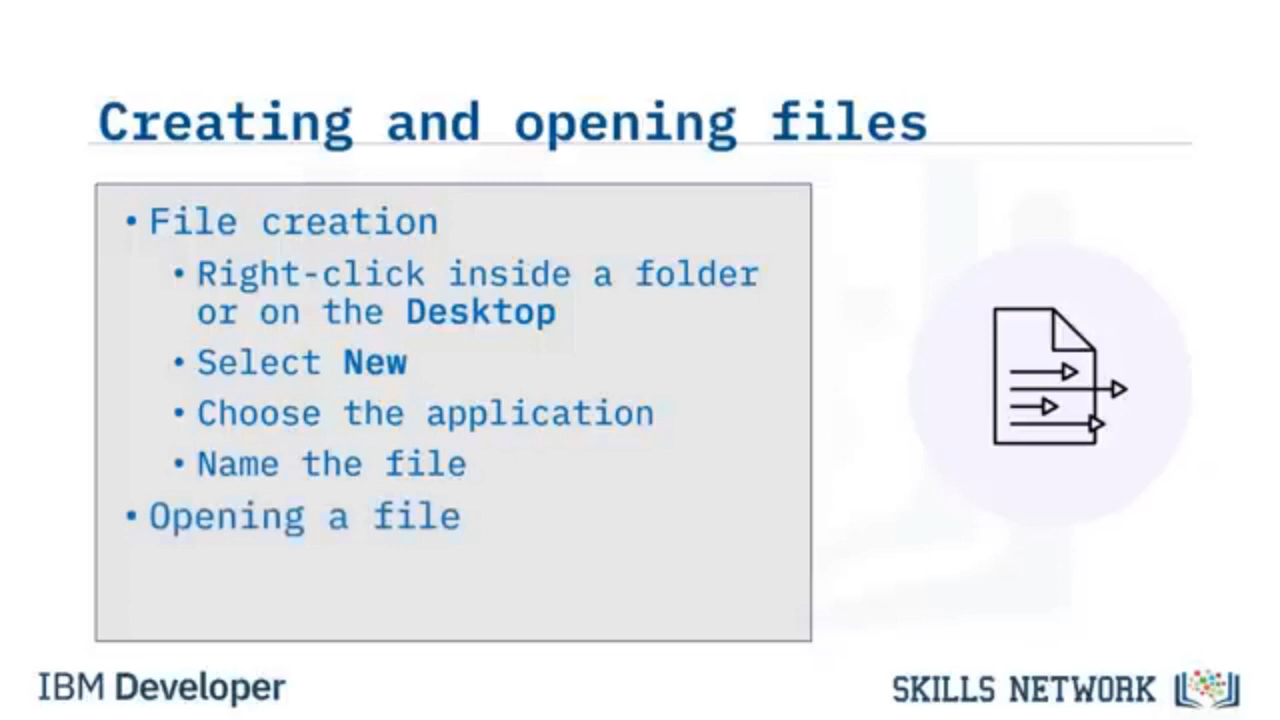 Creating and opening files
• File creation
• Right-click inside a folder
or on the Desktop
• Select New
• Choose the application
• Name the file
• Opening a file
IBM Developer
SKILLS NETWORK